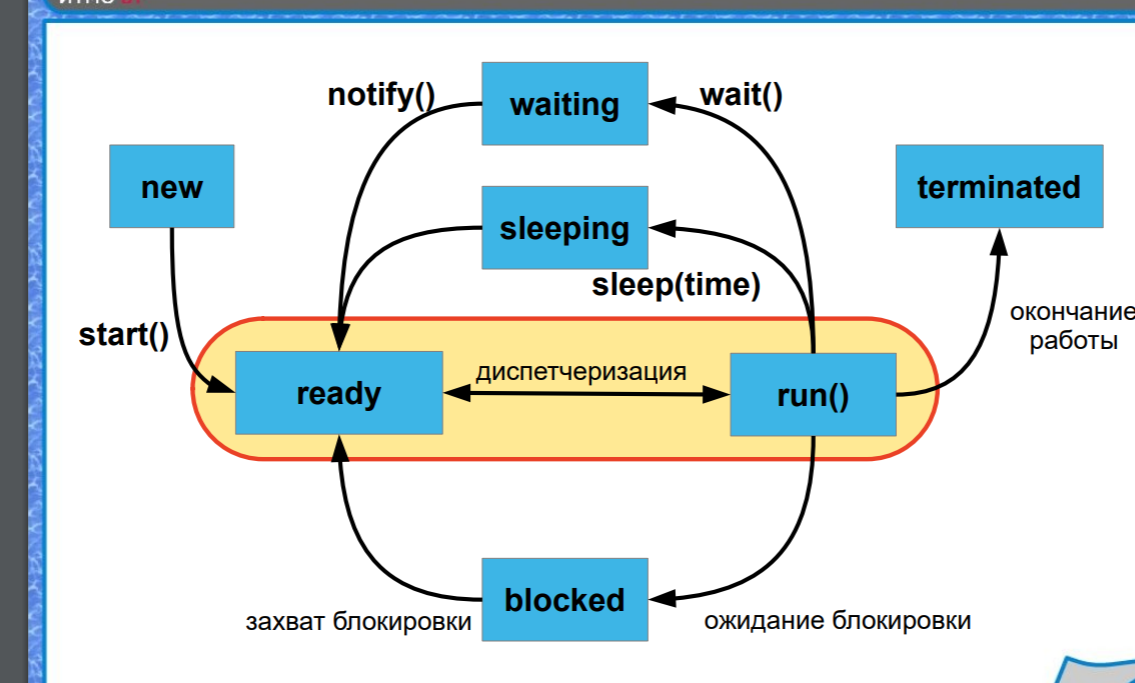 notify()
waiting
wait()
new
terminated
sleeping
sleep(time)
start()
окончание
работы
ready
диспетчеризация
run()
blocked
захват блокировки
ожидание блокировки